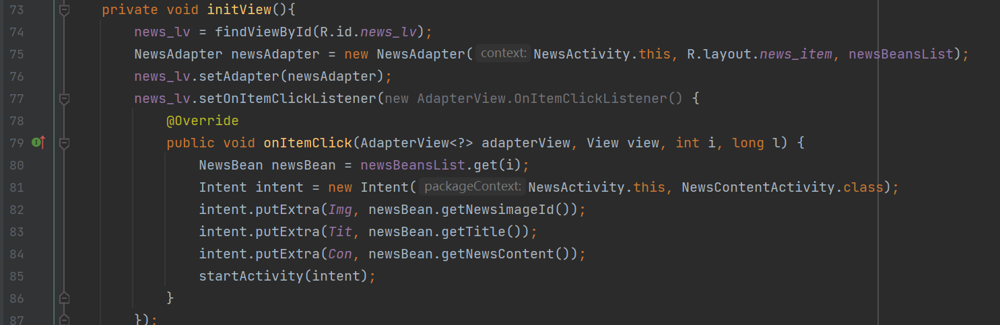 73 private void initView(){
74 news_lv = findViewById(R.id.news_lv);
75 NewsAdapter newsAdapter = new NewsAdapter( context: NewsActivity.this, R.layout.news_item, newsBeansList);
76 news_lv.setAdapter(newsAdapter);
77 news_lv.setOnItemClickListener(new AdapterView.OnItemClickListener() {
78 @Override
79 public void onItemClick(AdapterView<?> adapterView, View view, int i, long l) {
80 NewsBean newsBean = newsBeansList.get(i);
81 Intent intent = new Intent( packageContext: NewsActivity.this, NewsContentActivity.class);
82 intent.putExtra(Img, newsBean.getNewsimageId());
83 intent.putExtra(Tit, newsBean.getTitle());
84 intent.putExtra(Con, newsBean.getNewsContent());
85 startActivity(intent);
86 }
87 });